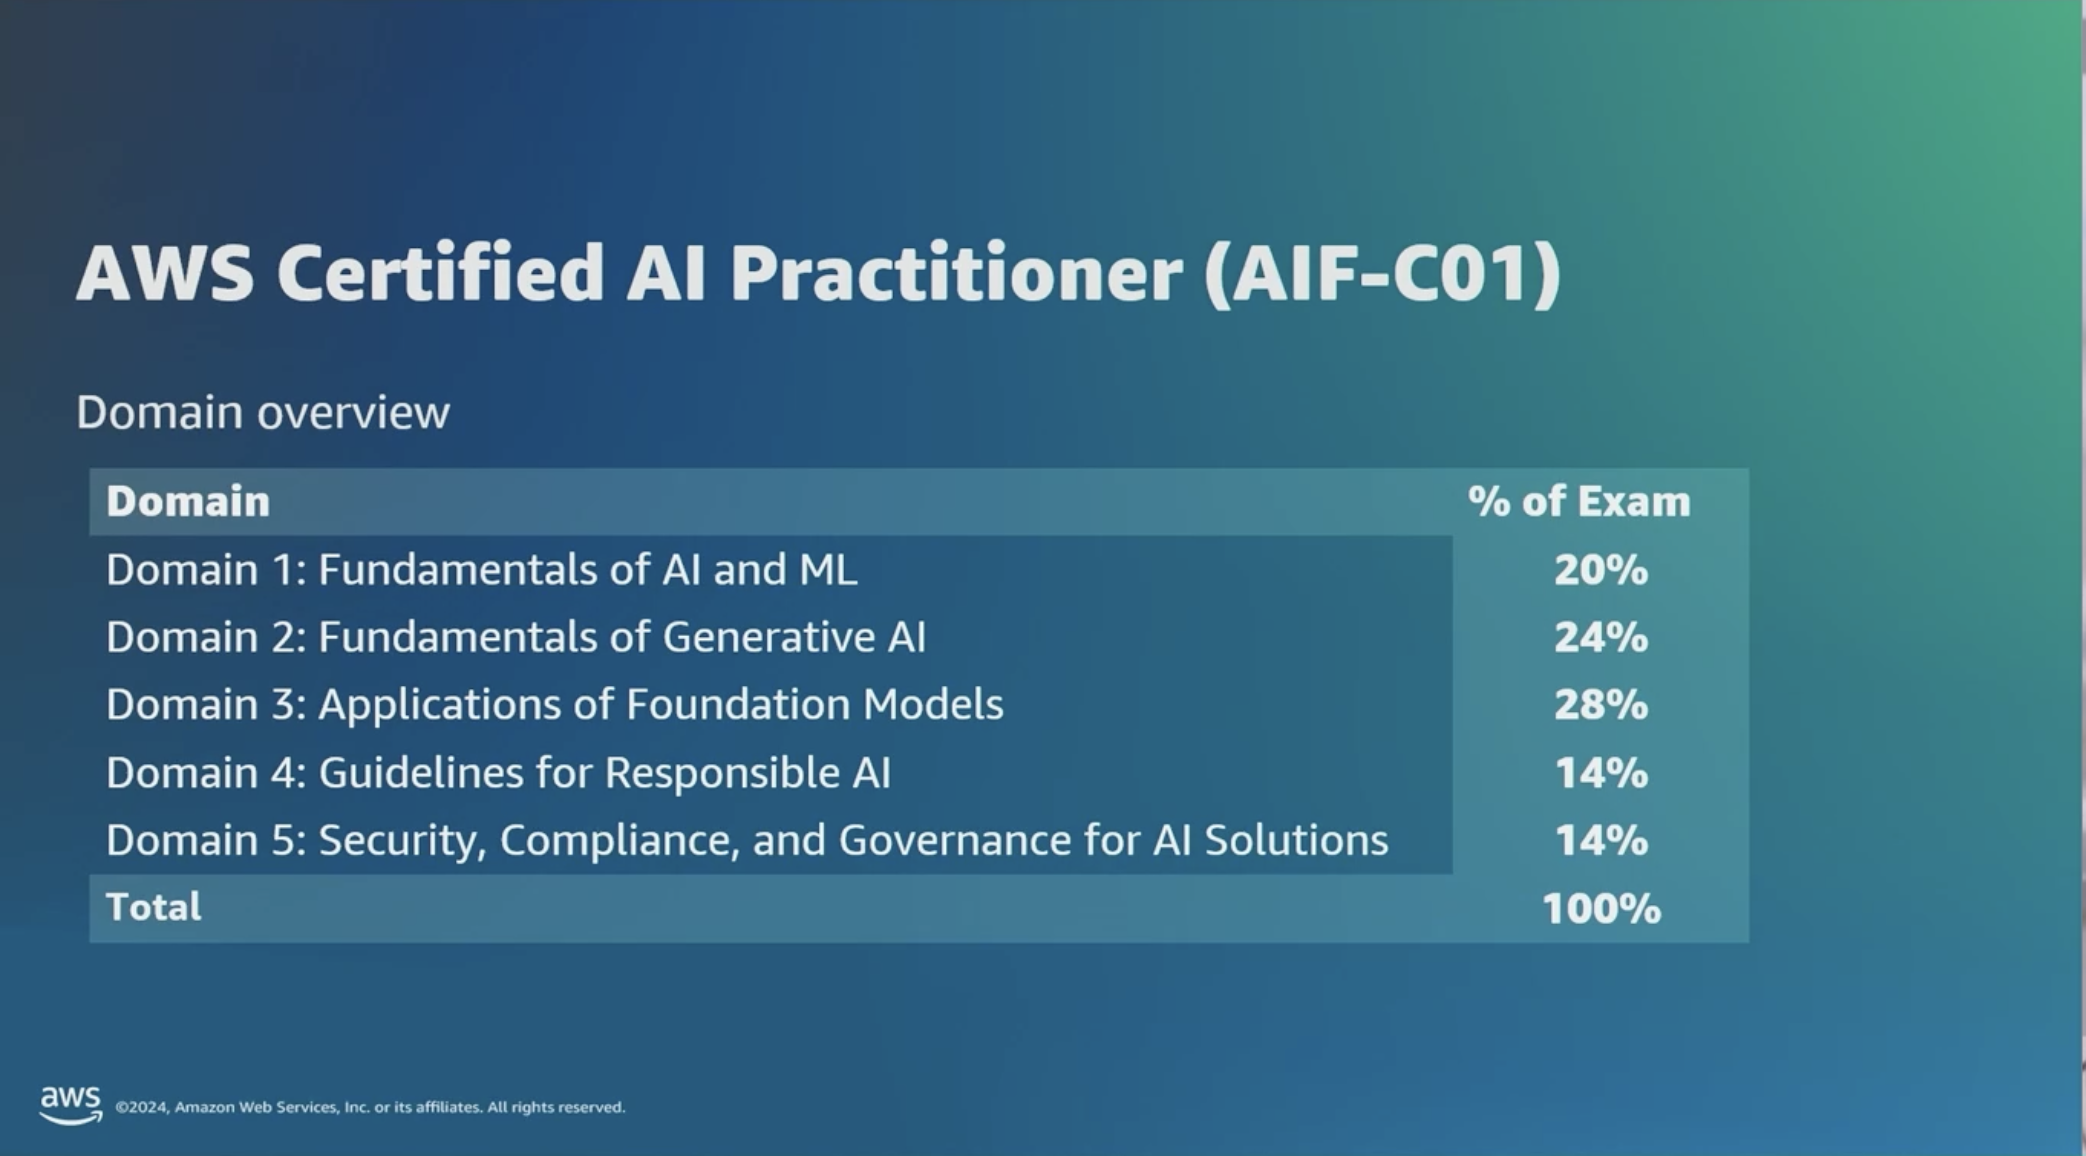 AWS Certified AI Practitioner (AIF-C01)
Domain overview
Domain % of Exam
Domain 1: Fundamentals of AI and ML 20%
Domain 2: Fundamentals of Generative AI 24%
Domain 3: Applications of Foundation Models 28%
Domain 4: Guidelines for Responsible AI 14%
Domain 5: Security, Compliance, and Governance for AI Solutions 14%
Total 100%
aws ©2024, Amazon Web Services, Inc. or its affiliates. All rights reserved.